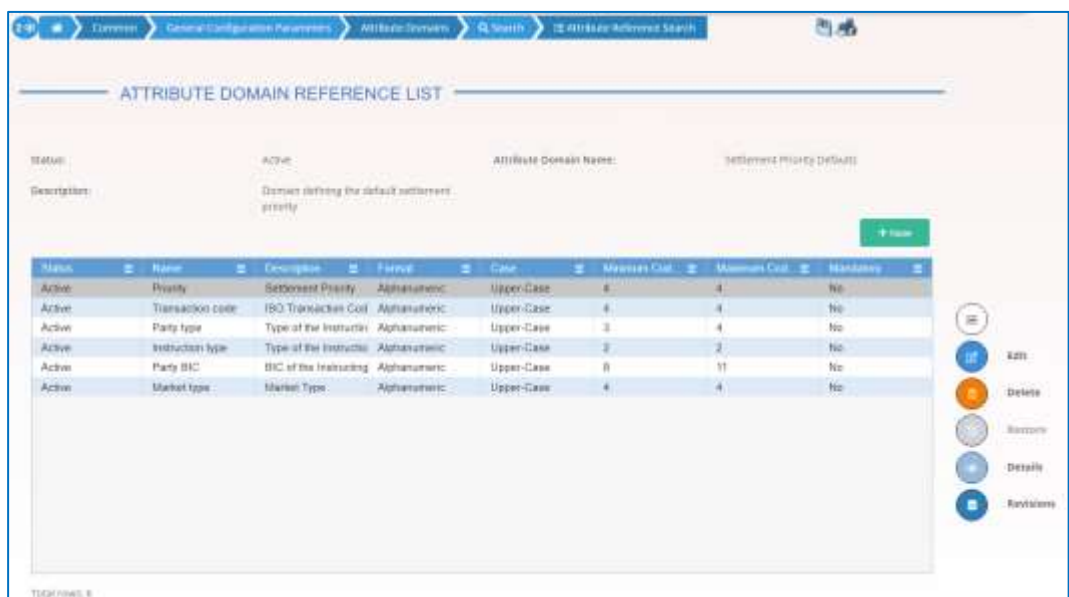 Common General Configuration Parameters Attribute Domains Search Attribute Reference Search
ATTRIBUTE DOMAIN REFERENCE LIST
Status: Active Attribute Domain Name: Settlement Priority Defaults
Description: Domain defining the default settlement
priority
+ New
Status Name Description Format Case Minimum Cod... Maximum Cod... Mandatory
Active Priority Settlement Priority Alphanumeric Upper-Case 4 4 No
Active Transaction code ISO Transaction Cod Alphanumeric Upper-Case 4 4 No
Active Party type Type of the Instructin Alphanumeric Upper-Case 3 4 No
Active Instruction type Type of the Instructio Alphanumeric Upper-Case 2 2 No
Active Party BIC BIC of the Instructing Alphanumeric Upper-Case 8 11 No
Active Market type Market Type Alphanumeric Upper-Case 4 4 No
Edit
Delete
Restore
Details
Revisions
Total rows: 6